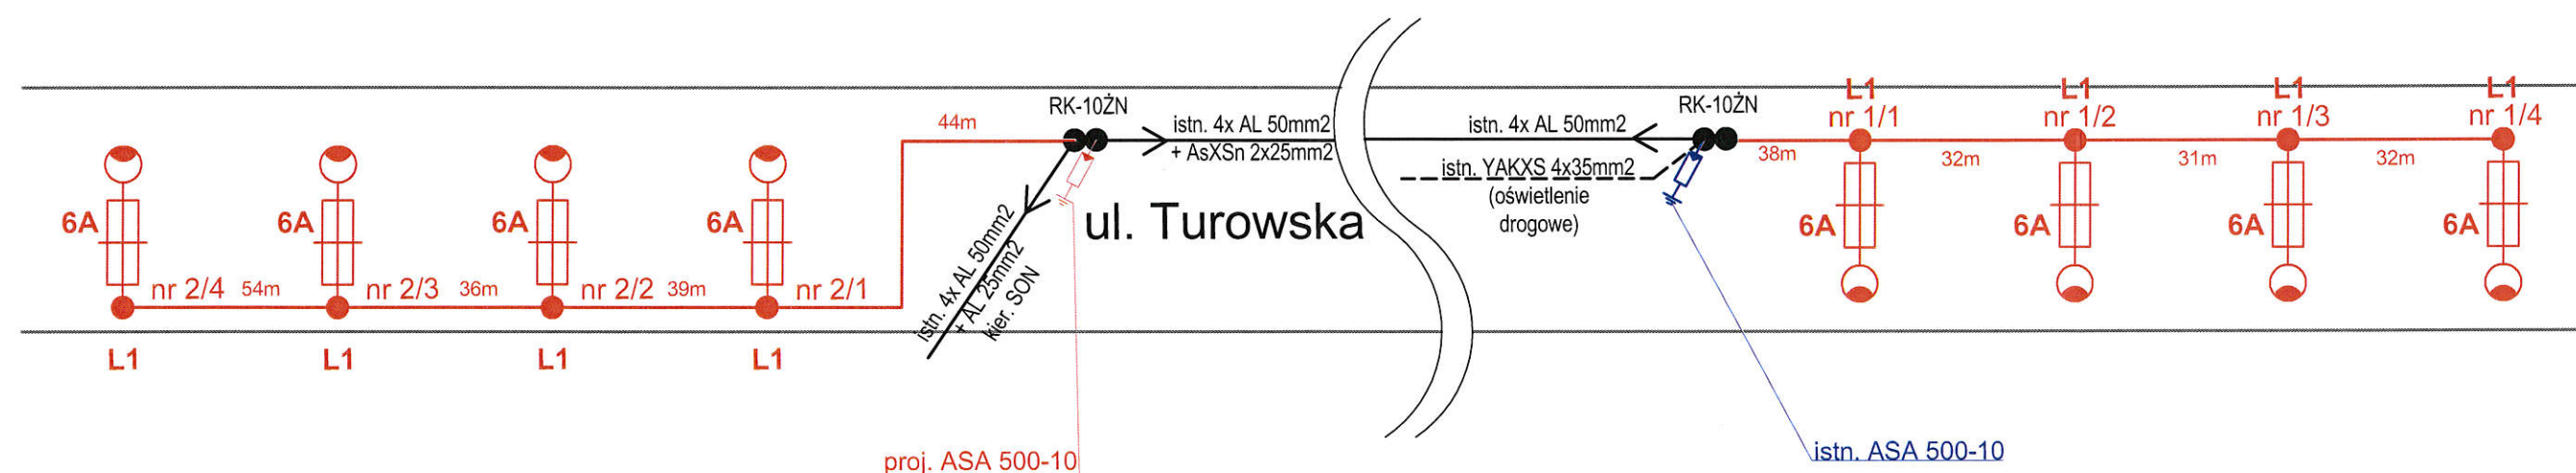 L1 L1 L1 L1
RK-10ŻN RK-10ŻN
nr 1/1 nr 1/2 nr 1/3 nr 1/4
44m
istn. 4x AL 50mm2
+ AsXSn 2x25mm2
istn. 4x AL 50mm2
38m 32m 31m 32m
istn. YAKXS 4x35mm2
(oświetlenie
drogowe)
6A 6A 6A 6A
ul. Turowska
6A 6A 6A 6A
istn. 4x AL 50mm2
+ AL 25mm2
kier. SON
nr 2/4 54m nr 2/3 36m nr 2/2 39m nr 2/1
L1 L1 L1 L1
proj. ASA 500-10
istn. ASA 500-10